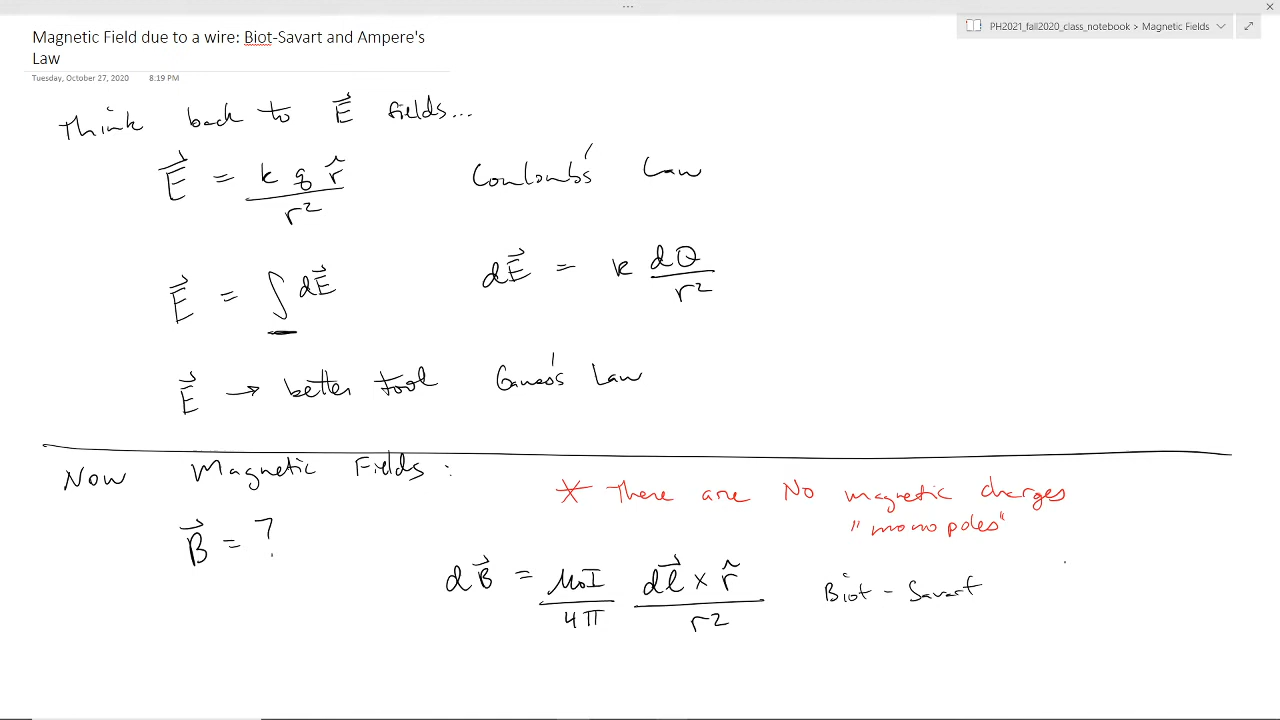 PH2021_fall2020_class_notebook > Magnetic Fields
Magnetic Field due to a wire: Biot-Savart and Ampere's
Law
Tuesday, October 27, 2020 8:19 PM
Think back to E⃗ fields...
E⃗ = k q r̂ / r² Coulomb's Law
E⃗ = ∫ dE⃗ dE⃗ = k dQ / r²
E⃗ → better tool Gauss's Law
Now Magnetic Fields:
* There are No magnetic charges
"monopoles"
B⃗ = ?
dB⃗ = μ₀I / 4π dl⃗ × r̂ / r² Biot - Savart